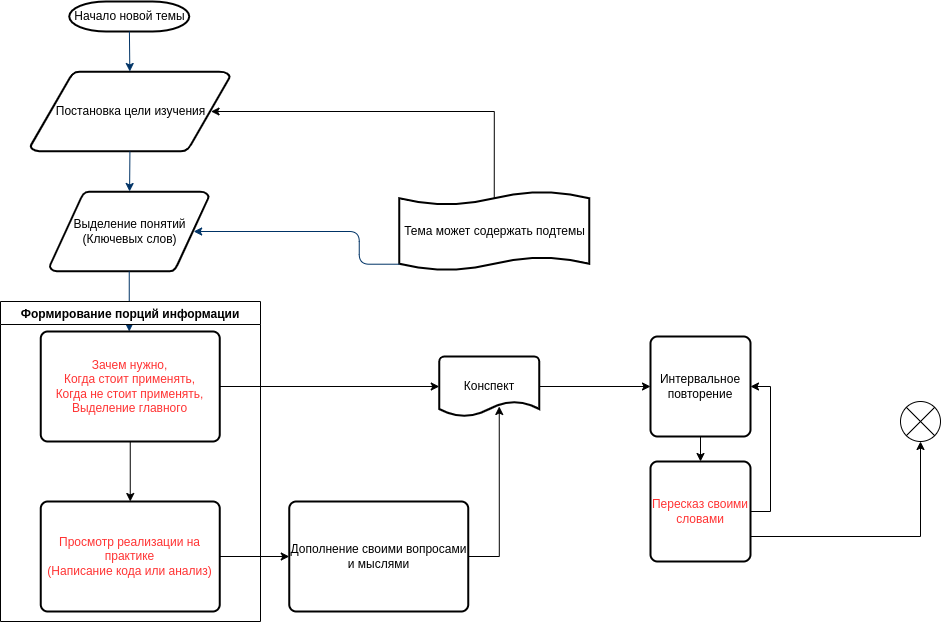 Начало новой темы
Постановка цели изучения
Выделение понятий
(Ключевых слов)
Тема может содержать подтемы
Формирование порций информации
Зачем нужно,
Когда стоит применять,
Когда не стоит применять,
Выделение главного
Конспект
Интервальное
повторение
Пересказ своими
словами
Просмотр реализации на
практике
(Написание кода или анализ)
Дополнение своими вопросами
и мыслями